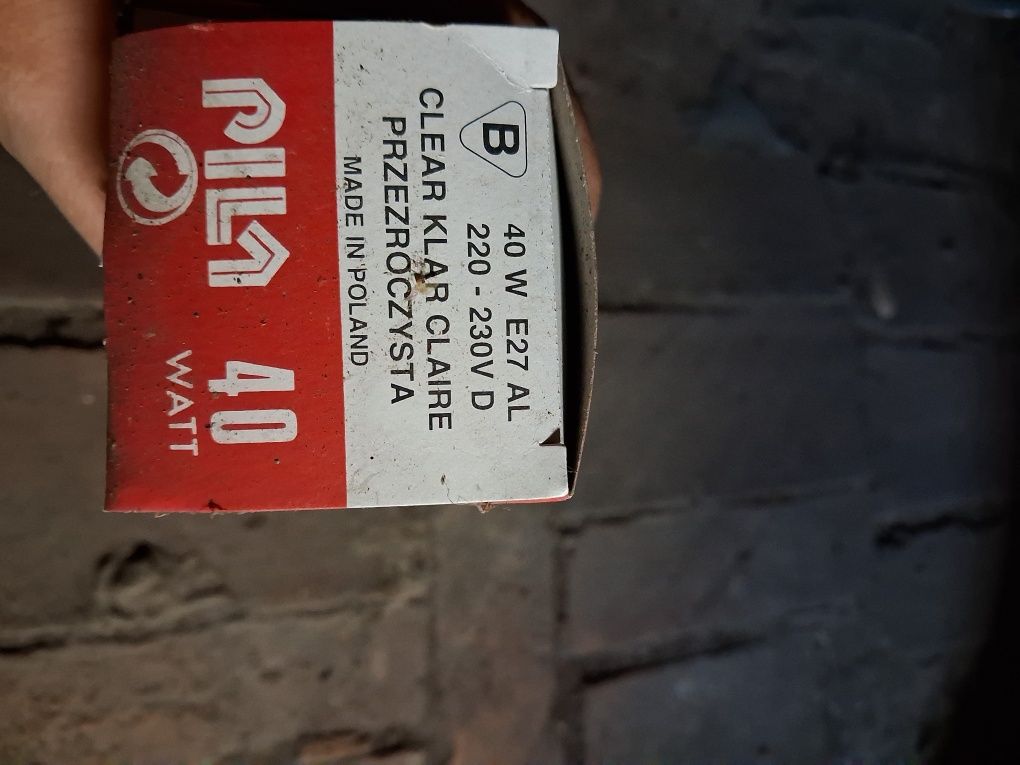 B
40 W E27 AL
220 - 230V D
CLEAR KLAR CLAIRE
PRZEZROCZYSTA
MADE IN POLAND
PILA 40
WATT